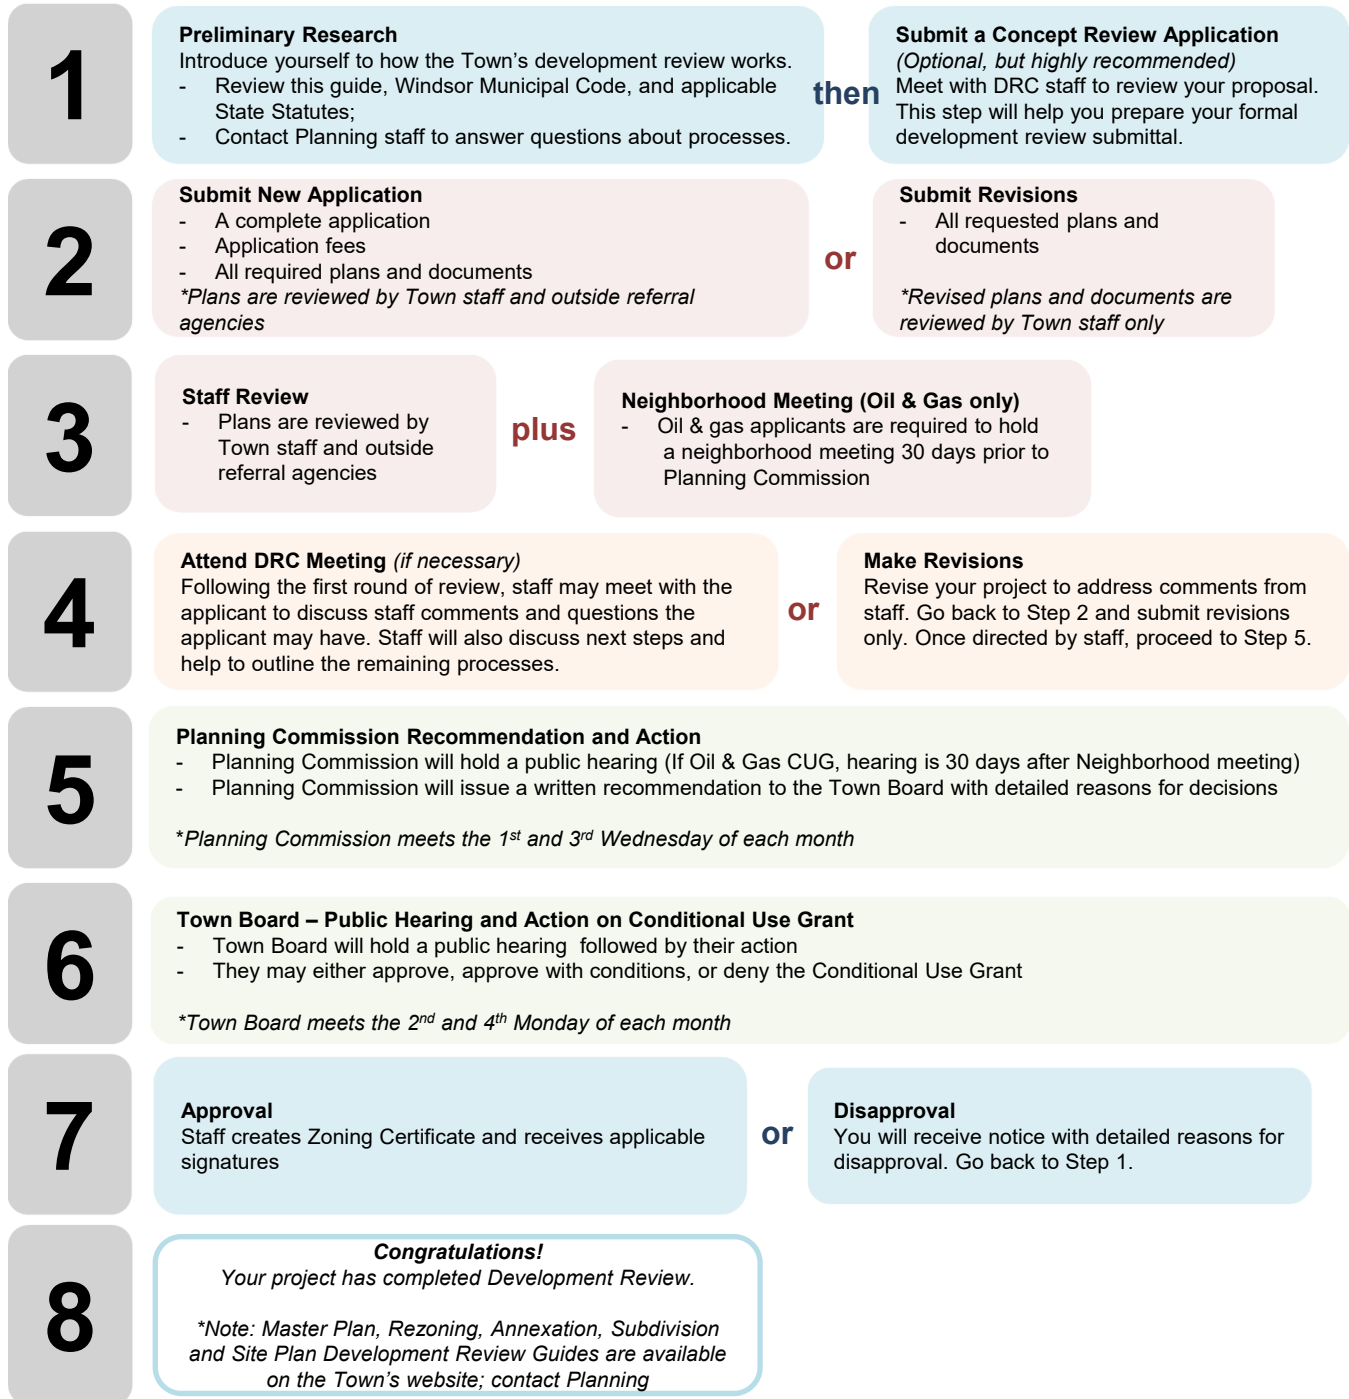 1
Preliminary Research
Introduce yourself to how the Town's development review works.
- Review this guide, Windsor Municipal Code, and applicable
State Statutes;
- Contact Planning staff to answer questions about processes.
then
Submit a Concept Review Application
(Optional, but highly recommended)
Meet with DRC staff to review your proposal.
This step will help you prepare your formal
development review submittal.
2
Submit New Application
- A complete application
- Application fees
- All required plans and documents
*Plans are reviewed by Town staff and outside referral
agencies
or
Submit Revisions
- All requested plans and
documents
*Revised plans and documents are
reviewed by Town staff only
3
Staff Review
- Plans are reviewed by
Town staff and outside
referral agencies
plus
Neighborhood Meeting (Oil & Gas only)
- Oil & gas applicants are required to hold
a neighborhood meeting 30 days prior to
Planning Commission
4
Attend DRC Meeting (if necessary)
Following the first round of review, staff may meet with the
applicant to discuss staff comments and questions the
applicant may have. Staff will also discuss next steps and
help to outline the remaining processes.
or
Make Revisions
Revise your project to address comments from
staff. Go back to Step 2 and submit revisions
only. Once directed by staff, proceed to Step 5.
5
Planning Commission Recommendation and Action
- Planning Commission will hold a public hearing (If Oil & Gas CUG, hearing is 30 days after Neighborhood meeting)
- Planning Commission will issue a written recommendation to the Town Board with detailed reasons for decisions
*Planning Commission meets the 1st and 3rd Wednesday of each month
6
Town Board – Public Hearing and Action on Conditional Use Grant
- Town Board will hold a public hearing followed by their action
- They may either approve, approve with conditions, or deny the Conditional Use Grant
*Town Board meets the 2nd and 4th Monday of each month
7
Approval
Staff creates Zoning Certificate and receives applicable
signatures
or
Disapproval
You will receive notice with detailed reasons for
disapproval. Go back to Step 1.
8
Congratulations!
Your project has completed Development Review.
*Note: Master Plan, Rezoning, Annexation, Subdivision
and Site Plan Development Review Guides are available
on the Town's website; contact Planning